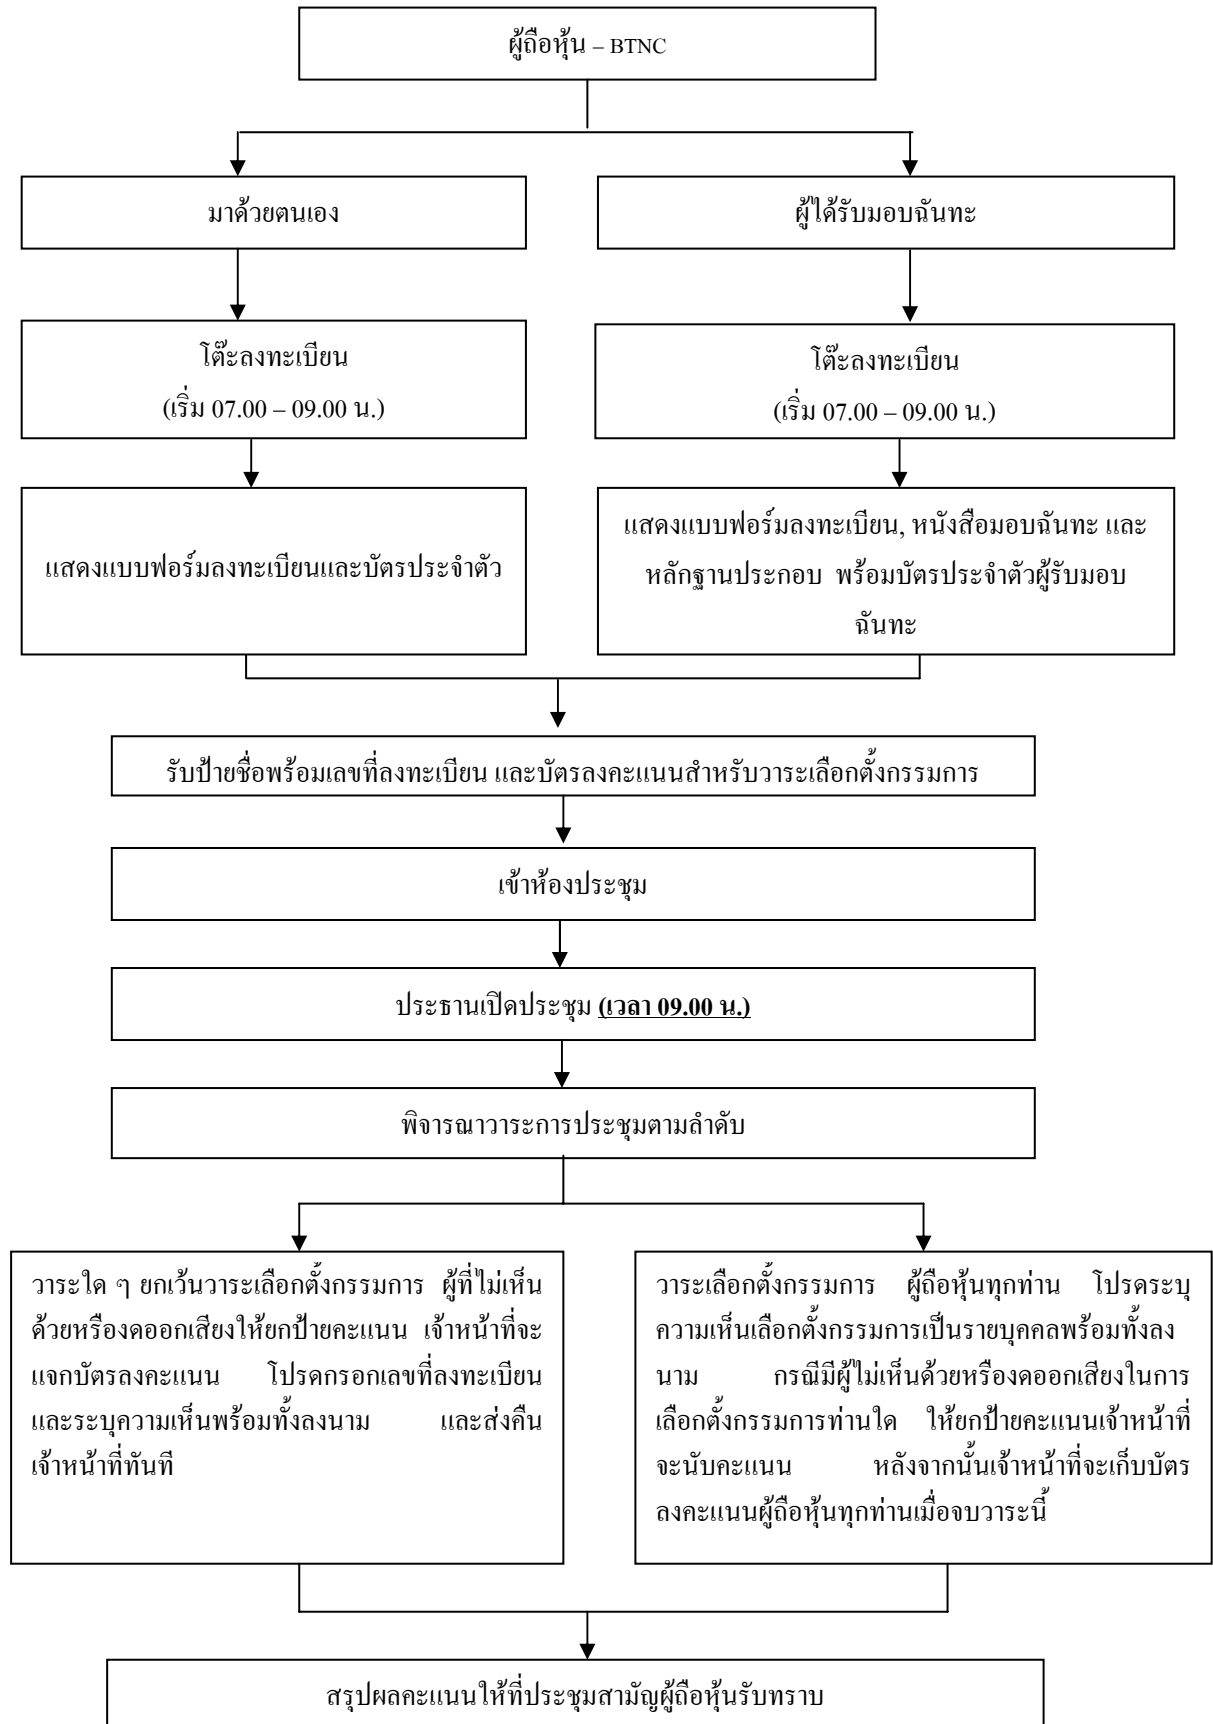 ผู้ถือหุ้น – BTNC
มาด้วยตนเอง
ผู้ได้รับมอบฉันทะ
โต๊ะลงทะเบียน
(เริ่ม 07.00 – 09.00 น.)
โต๊ะลงทะเบียน
(เริ่ม 07.00 – 09.00 น.)
แสดงแบบฟอร์มลงทะเบียนและบัตรประจำตัว
แสดงแบบฟอร์มลงทะเบียน, หนังสือมอบฉันทะ และ
หลักฐานประกอบ พร้อมบัตรประจำตัวผู้รับมอบ
ฉันทะ
รับป้ายชื่อพร้อมเลขที่ลงทะเบียน และบัตรลงคะแนนสำหรับวาระเลือกตั้งกรรมการ
เข้าห้องประชุม
ประธานเปิดประชุม (เวลา 09.00 น.)
พิจารณาวาระการประชุมตามลำดับ
วาระใด ๆ ยกเว้นวาระเลือกตั้งกรรมการ ผู้ที่ไม่เห็น
ด้วยหรืองดออกเสียงให้ยกป้ายคะแนน เจ้าหน้าที่จะ
แจกบัตรลงคะแนน โปรดกรอกเลขที่ลงทะเบียน
และระบุความเห็นพร้อมทั้งลงนาม และส่งคืน
เจ้าหน้าที่ทันที
วาระเลือกตั้งกรรมการ ผู้ถือหุ้นทุกท่าน โปรดระบุ
ความเห็นเลือกตั้งกรรมการเป็นรายบุคคลพร้อมทั้งลง
นาม กรณีมีผู้ไม่เห็นด้วยหรืองดออกเสียงในการ
เลือกตั้งกรรมการท่านใด ให้ยกป้ายคะแนนเจ้าหน้าที่
จะนับคะแนน หลังจากนั้นเจ้าหน้าที่จะเก็บบัตร
ลงคะแนนผู้ถือหุ้นทุกท่านเมื่อจบวาระนี้
สรุปผลคะแนนให้ที่ประชุมสามัญผู้ถือหุ้นรับทราบ